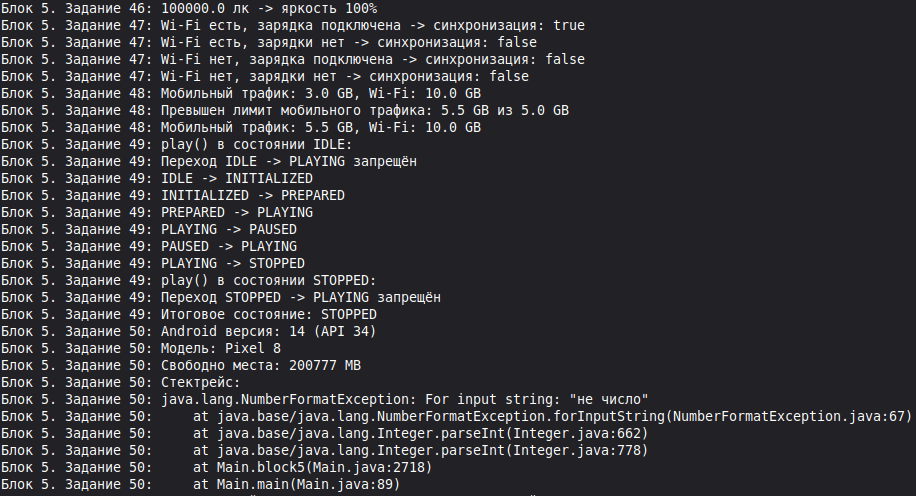 Блок 5. Задание 46: 100000.0 лк -> яркость 100%
Блок 5. Задание 47: Wi-Fi есть, зарядка подключена -> синхронизация: true
Блок 5. Задание 47: Wi-Fi есть, зарядки нет -> синхронизация: false
Блок 5. Задание 47: Wi-Fi нет, зарядка подключена -> синхронизация: false
Блок 5. Задание 47: Wi-Fi нет, зарядки нет -> синхронизация: false
Блок 5. Задание 48: Мобильный трафик: 3.0 GB, Wi-Fi: 10.0 GB
Блок 5. Задание 48: Превышен лимит мобильного трафика: 5.5 GB из 5.0 GB
Блок 5. Задание 48: Мобильный трафик: 5.5 GB, Wi-Fi: 10.0 GB
Блок 5. Задание 49: play() в состоянии IDLE:
Блок 5. Задание 49: Переход IDLE -> PLAYING запрещён
Блок 5. Задание 49: IDLE -> INITIALIZED
Блок 5. Задание 49: INITIALIZED -> PREPARED
Блок 5. Задание 49: PREPARED -> PLAYING
Блок 5. Задание 49: PLAYING -> PAUSED
Блок 5. Задание 49: PAUSED -> PLAYING
Блок 5. Задание 49: PLAYING -> STOPPED
Блок 5. Задание 49: play() в состоянии STOPPED:
Блок 5. Задание 49: Переход STOPPED -> PLAYING запрещён
Блок 5. Задание 49: Итоговое состояние: STOPPED
Блок 5. Задание 50: Android версия: 14 (API 34)
Блок 5. Задание 50: Модель: Pixel 8
Блок 5. Задание 50: Свободно места: 200777 MB
Блок 5. Задание 50: Стектрейс:
Блок 5. Задание 50: java.lang.NumberFormatException: For input string: "не число"
Блок 5. Задание 50:     at java.base/java.lang.NumberFormatException.forInputString(NumberFormatException.java:67)
Блок 5. Задание 50:     at java.base/java.lang.Integer.parseInt(Integer.java:662)
Блок 5. Задание 50:     at java.base/java.lang.Integer.parseInt(Integer.java:778)
Блок 5. Задание 50:     at Main.block5(Main.java:2718)
Блок 5. Задание 50:     at Main.main(Main.java:89)